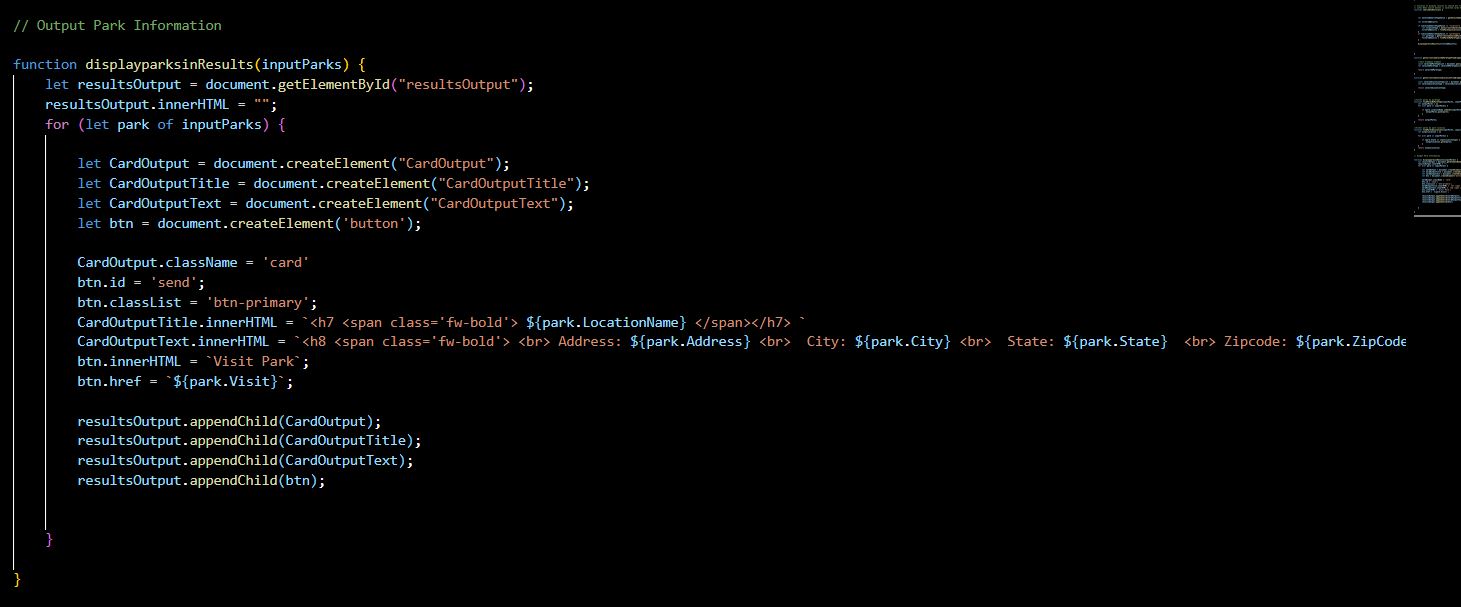 // Output Park Information
function displayparksinResults(inputParks) {
let resultsOutput = document.getElementById("resultsOutput");
resultsOutput.innerHTML = "";
for (let park of inputParks) {
let CardOutput = document.createElement("CardOutput");
let CardOutputTitle = document.createElement("CardOutputTitle");
let CardOutputText = document.createElement("CardOutputText");
let btn = document.createElement('button');
CardOutput.className = 'card'
btn.id = 'send';
btn.classList = 'btn-primary';
CardOutputTitle.innerHTML = `<h7 <span class='fw-bold'> ${park.LocationName} </span></h7> `
CardOutputText.innerHTML = `<h8 <span class='fw-bold'> <br> Address: ${park.Address} <br>  City: ${park.City} <br>  State: ${park.State}  <br> Zipcode: ${park.ZipCode
btn.innerHTML = `Visit Park`;
btn.href = `${park.Visit}`;
resultsOutput.appendChild(CardOutput);
resultsOutput.appendChild(CardOutputTitle);
resultsOutput.appendChild(CardOutputText);
resultsOutput.appendChild(btn);
}
}